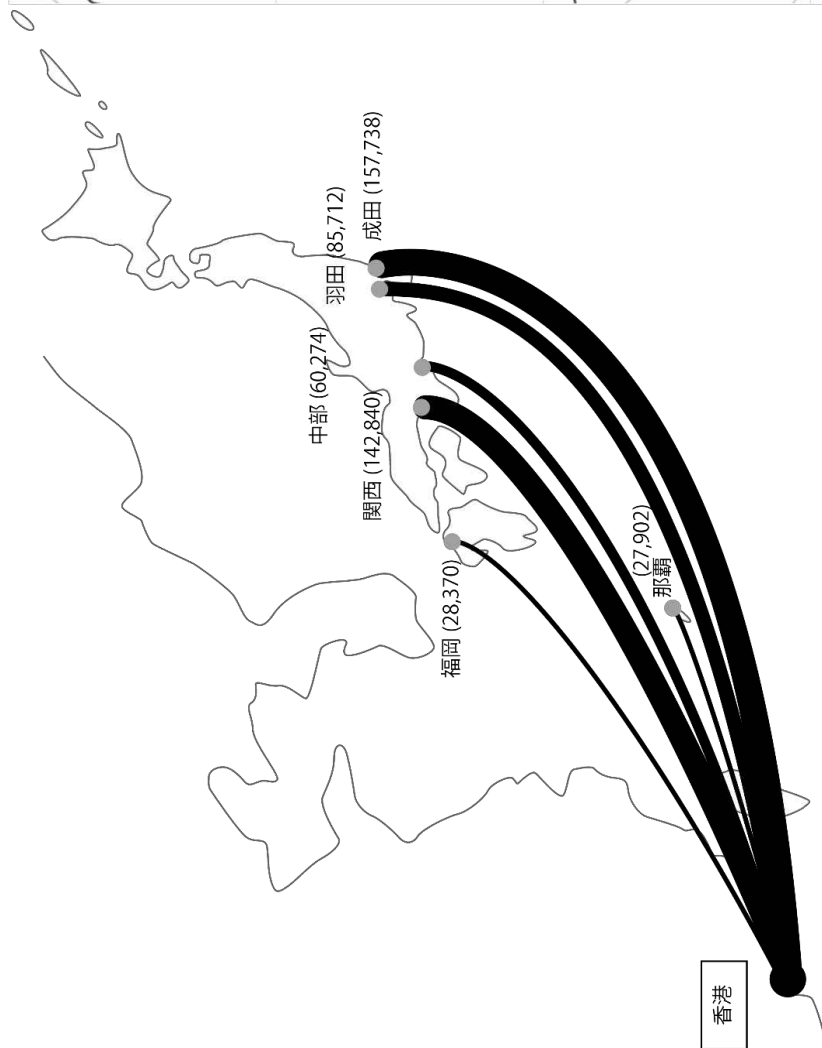 成田 (157,738)
羽田 (85,712)
中部 (60,274)
関西 (142,840)
福岡 (28,370)
(27,902)
那覇
香港